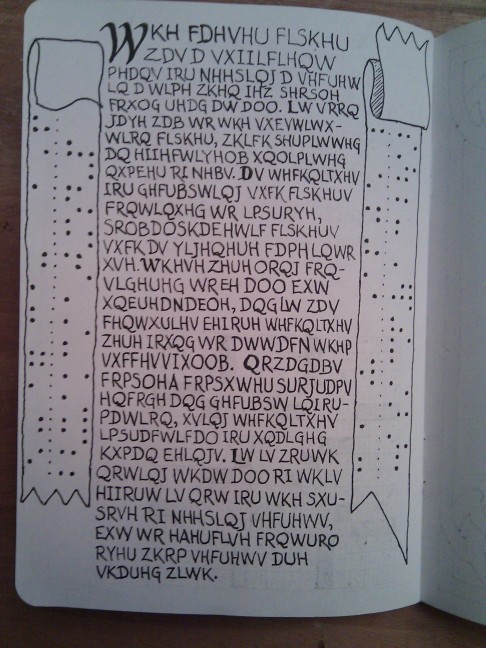 WKH FDHVHU FLSKHU
ZDV D VXIILFLHQW
PHDQV IRU NHHSLQJ D VHFUHW
LQ D WLPH ZKHQ IHZ SHRSOH
FRXOG UHDG DW DOO. LW VRRQ
JDYH ZDB WR WKH VXEVWLWX-
WLRQ FLSKHU, ZKLFK SHUPLWWHG
DQ HIIHFWLYHOB XQOLPLWHG
QXPEHU RI NHBV. DV WHFKQLTXHV
IRU GHFUBSWLQJ VXFK FLSKHUV
FRQWLQXHG WR LPSURYH,
SROBDOSKDEHWLF FLSKHUV
VXFK DV YLJHQHUH FDPH LQWR
XVH. WKHVH ZHUH ORQJ FRQ-
VLGHUHG WR EH DOO EXW
XQEUHDNDEOH, DQG LW ZDV
FHQWXULHV EHIRUH WHFKQLTXHV
ZHUH IRXQG WR DWWDFN WKHP
VXFFHVVIXOOB. QRZDGDBV
FRPSOHA FRPSXWHU SURJUDPV
HQFRGH DQG GHFUBSW LQIRU-
PDWLRQ, XVLQJ WHFKQLTXHV
LPSUDFWLFDO IRU XQDLGHG
KXPDQ EHLQJV. LW LV ZRUWK
QRWLQJ WKDW DOO RI WKLV
HIIRUW LV QRW IRU WKH SXU-
SRVH RI NHHSLQJ VHFUHWV,
EXW WR HAHUFLVH FRQWURO
RYHU ZKRP VHFUHWV DUH
VKDUHG ZLWK.